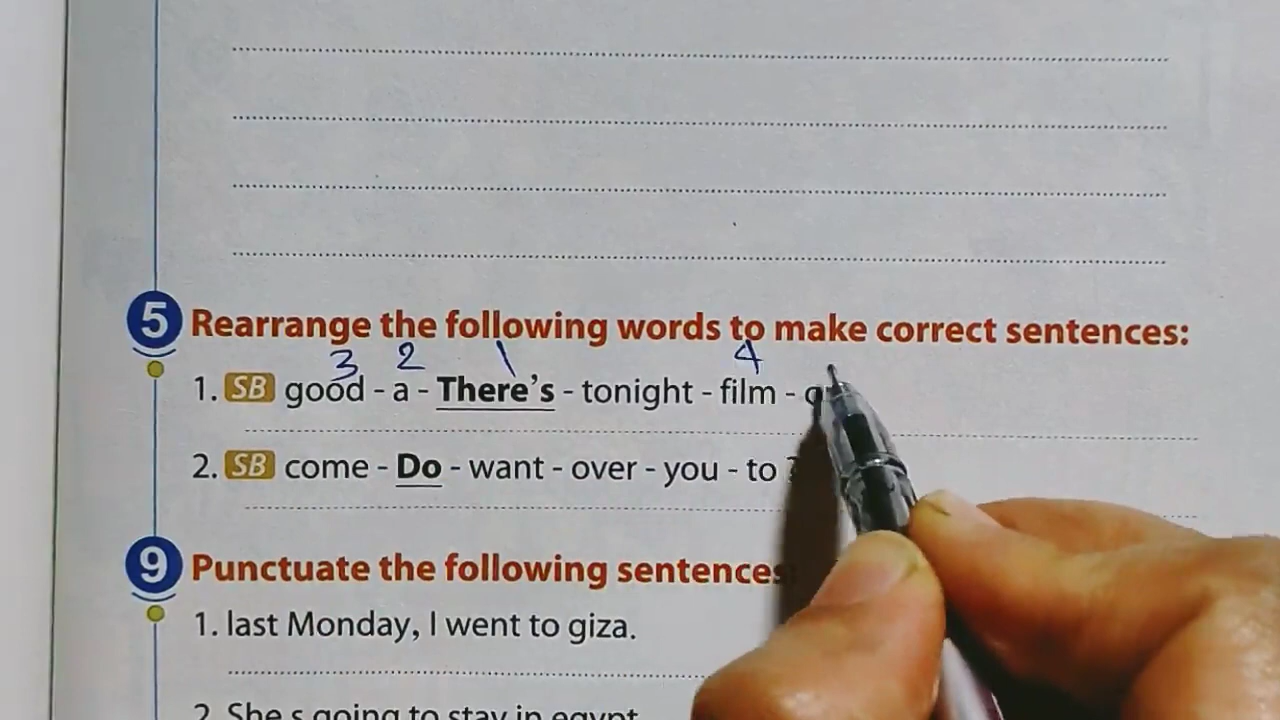 5 Rearrange the following words to make correct sentences:
3 2 1 4
1. SB good - a - There's - tonight - film -
2. SB come - Do - want - over - you - to ?
9 Punctuate the following sentences
1. last Monday, I went to giza.
2. She s going to stay in egypt